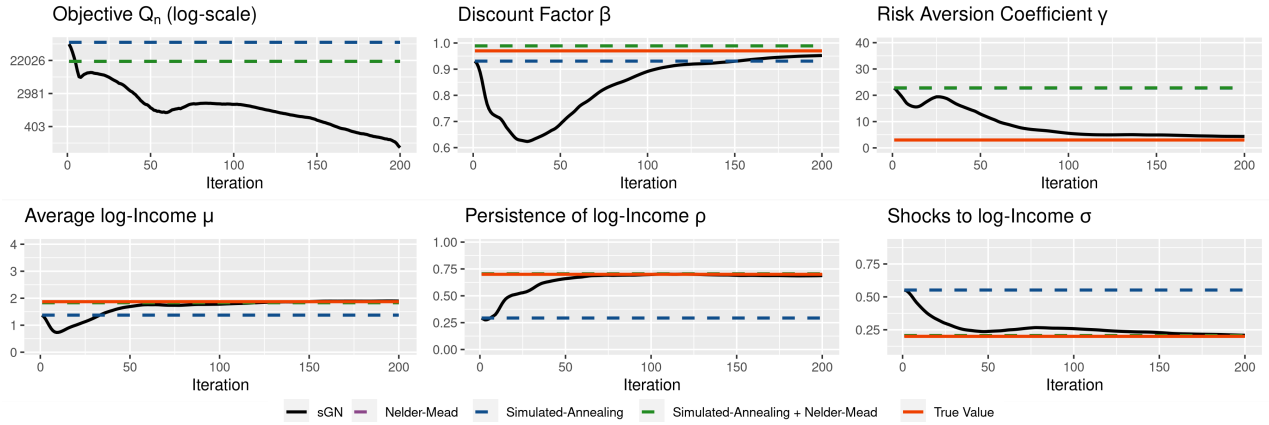 Objective Qn (log-scale)
22026
2981
403
0 50 100 150 200
Iteration
Discount Factor β
1.0
0.9
0.8
0.7
0.6
0 50 100 150 200
Iteration
Risk Aversion Coefficient γ
40
30
20
10
0
0 50 100 150 200
Iteration
Average log-Income μ
4
3
2
1
0
0 50 100 150 200
Iteration
Persistence of log-Income ρ
1.00
0.75
0.50
0.25
0.00
0 50 100 150 200
Iteration
Shocks to log-Income σ
0.75
0.50
0.25
0 50 100 150 200
Iteration
sGN Nelder-Mead Simulated-Annealing Simulated-Annealing + Nelder-Mead True Value